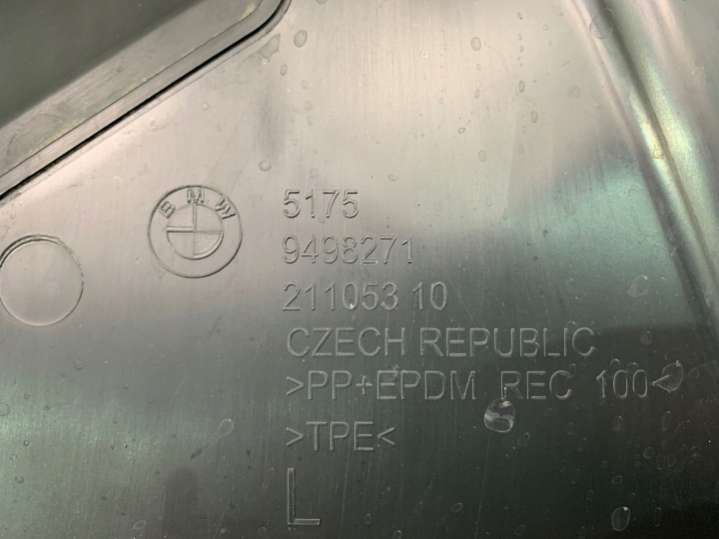 BMW
5175
9498271
211053 10
CZECH REPUBLIC
>PP+EPDM REC 100<
>TPE<
L